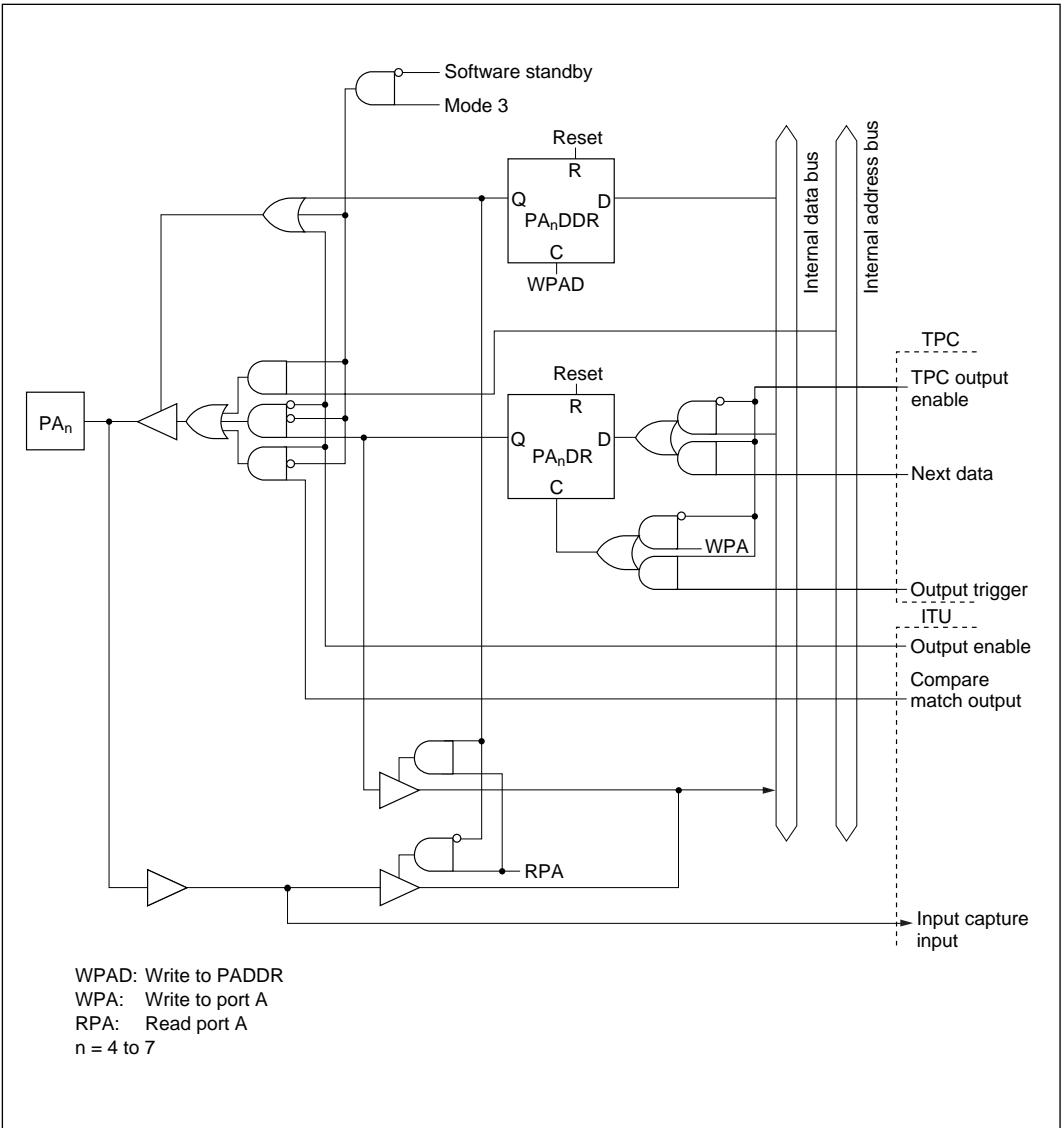 Software standby
Mode 3
Reset
R
Q
D
PAnDDR
C
WPAD
Internal data bus
Internal address bus
TPC
TPC output
enable
Reset
R
Q
D
PAnDR
C
PAn
Next data
WPA
Output trigger
ITU
Output enable
Compare
match output
RPA
Input capture
input
WPAD: Write to PADDR
WPA: Write to port A
RPA: Read port A
n = 4 to 7